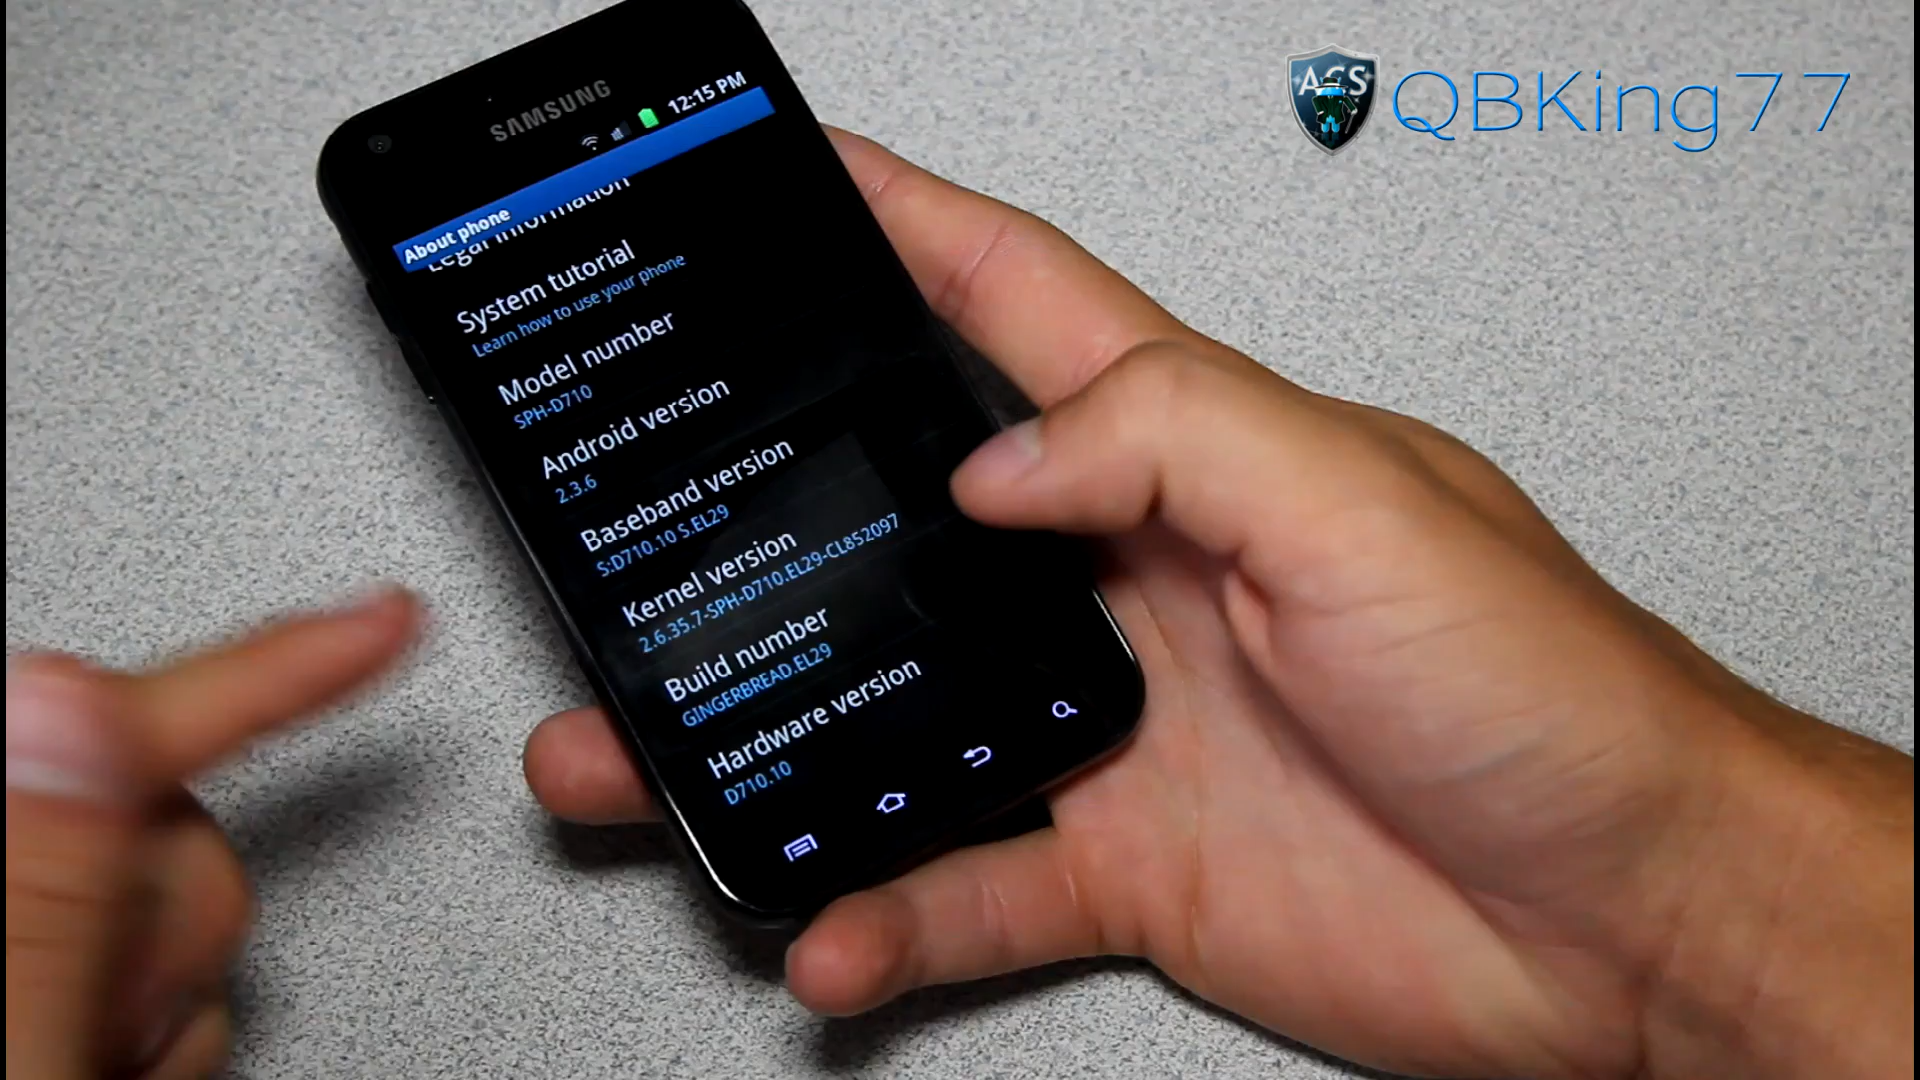 ACS
QBKing77
SAMSUNG
12:15 PM
About phone
Legal information
System tutorial
Learn how to use your phone
Model number
SPH-D710
Android version
2.3.6
Baseband version
S:D710.10 S.EL29
Kernel version
2.6.35.7-SPH-D710.EL29-CL852097
Build number
GINGERBREAD.EL29
Hardware version
D710.10